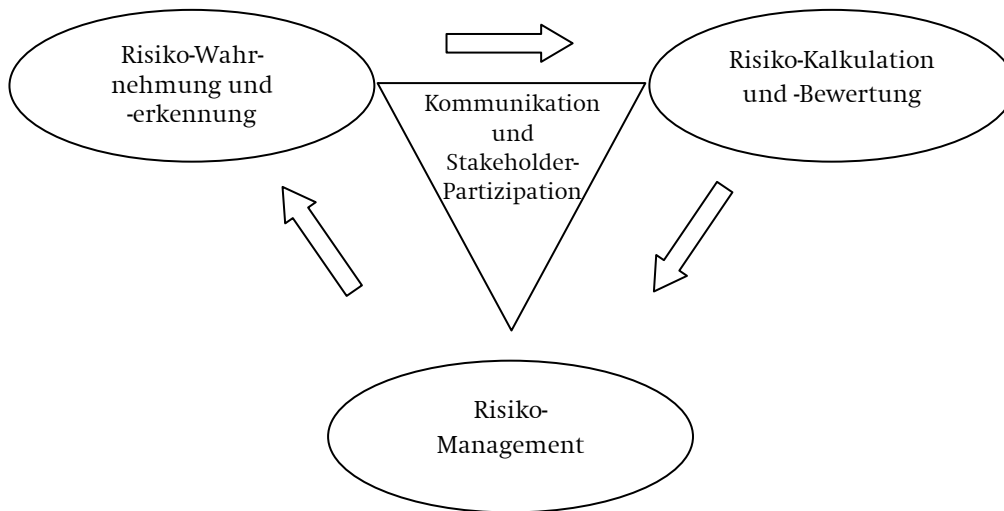 Risiko-Wahr-
nehmung und
-erkennung
Kommunikation
und
Stakeholder-
Partizipation
Risiko-Kalkulation
und -Bewertung
Risiko-
Management